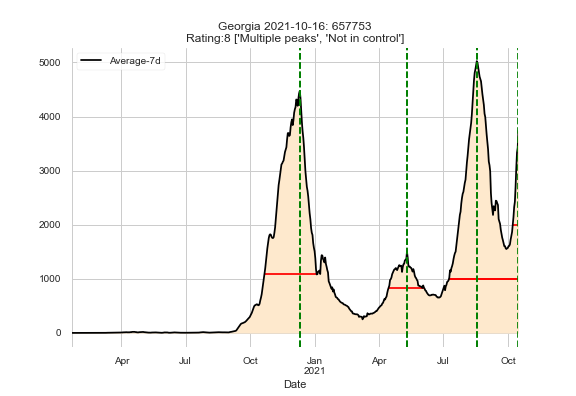 Georgia 2021-10-16: 657753
Rating:8 ['Multiple peaks', 'Not in control']
Average-7d
5000
4000
3000
2000
1000
0
Apr
Jul
Oct
Jan
2021
Apr
Jul
Oct
Date